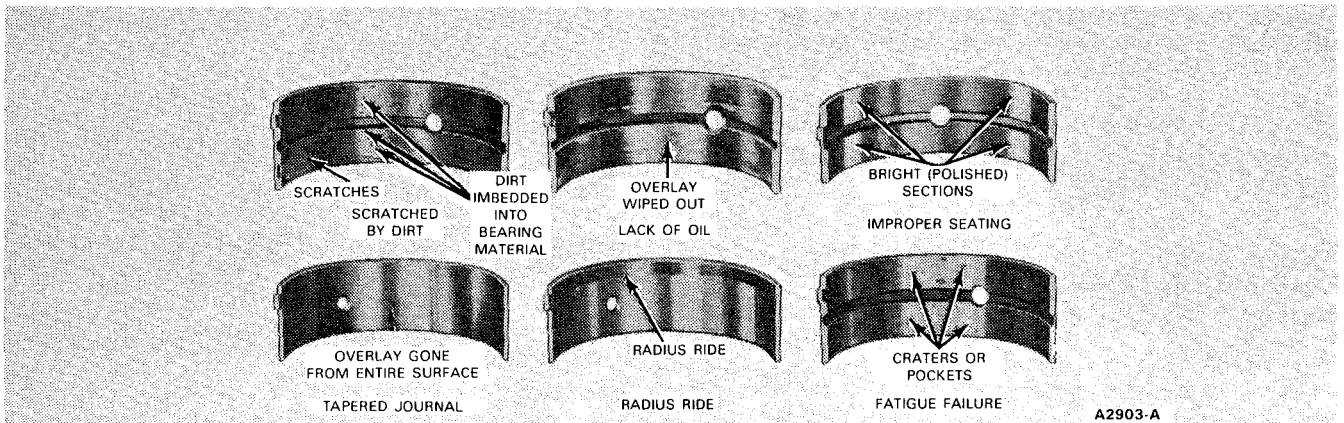 SCRATCHES
SCRATCHED
BY DIRT
DIRT
IMBEDDED
INTO
BEARING
MATERIAL
OVERLAY
WIPED OUT
LACK OF OIL
BRIGHT (POLISHED)
SECTIONS
IMPROPER SEATING
OVERLAY GONE
FROM ENTIRE SURFACE
TAPERED JOURNAL
RADIUS RIDE
RADIUS RIDE
CRATERS OR
POCKETS
FATIGUE FAILURE
A2903-A